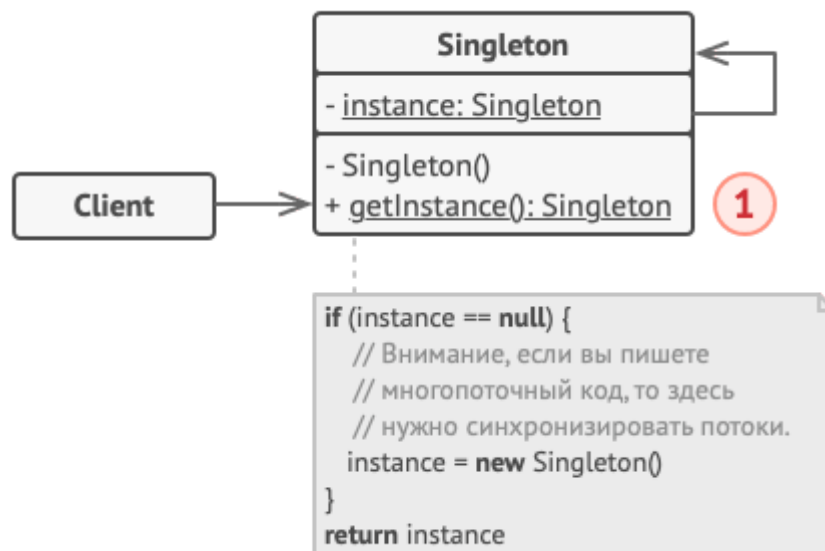 Singleton
- instance: Singleton
- Singleton()
+ getInstance(): Singleton
Client
1
if (instance == null) {
// Внимание, если вы пишете
// многопоточный код, то здесь
// нужно синхронизировать потоки.
instance = new Singleton()
}
return instance